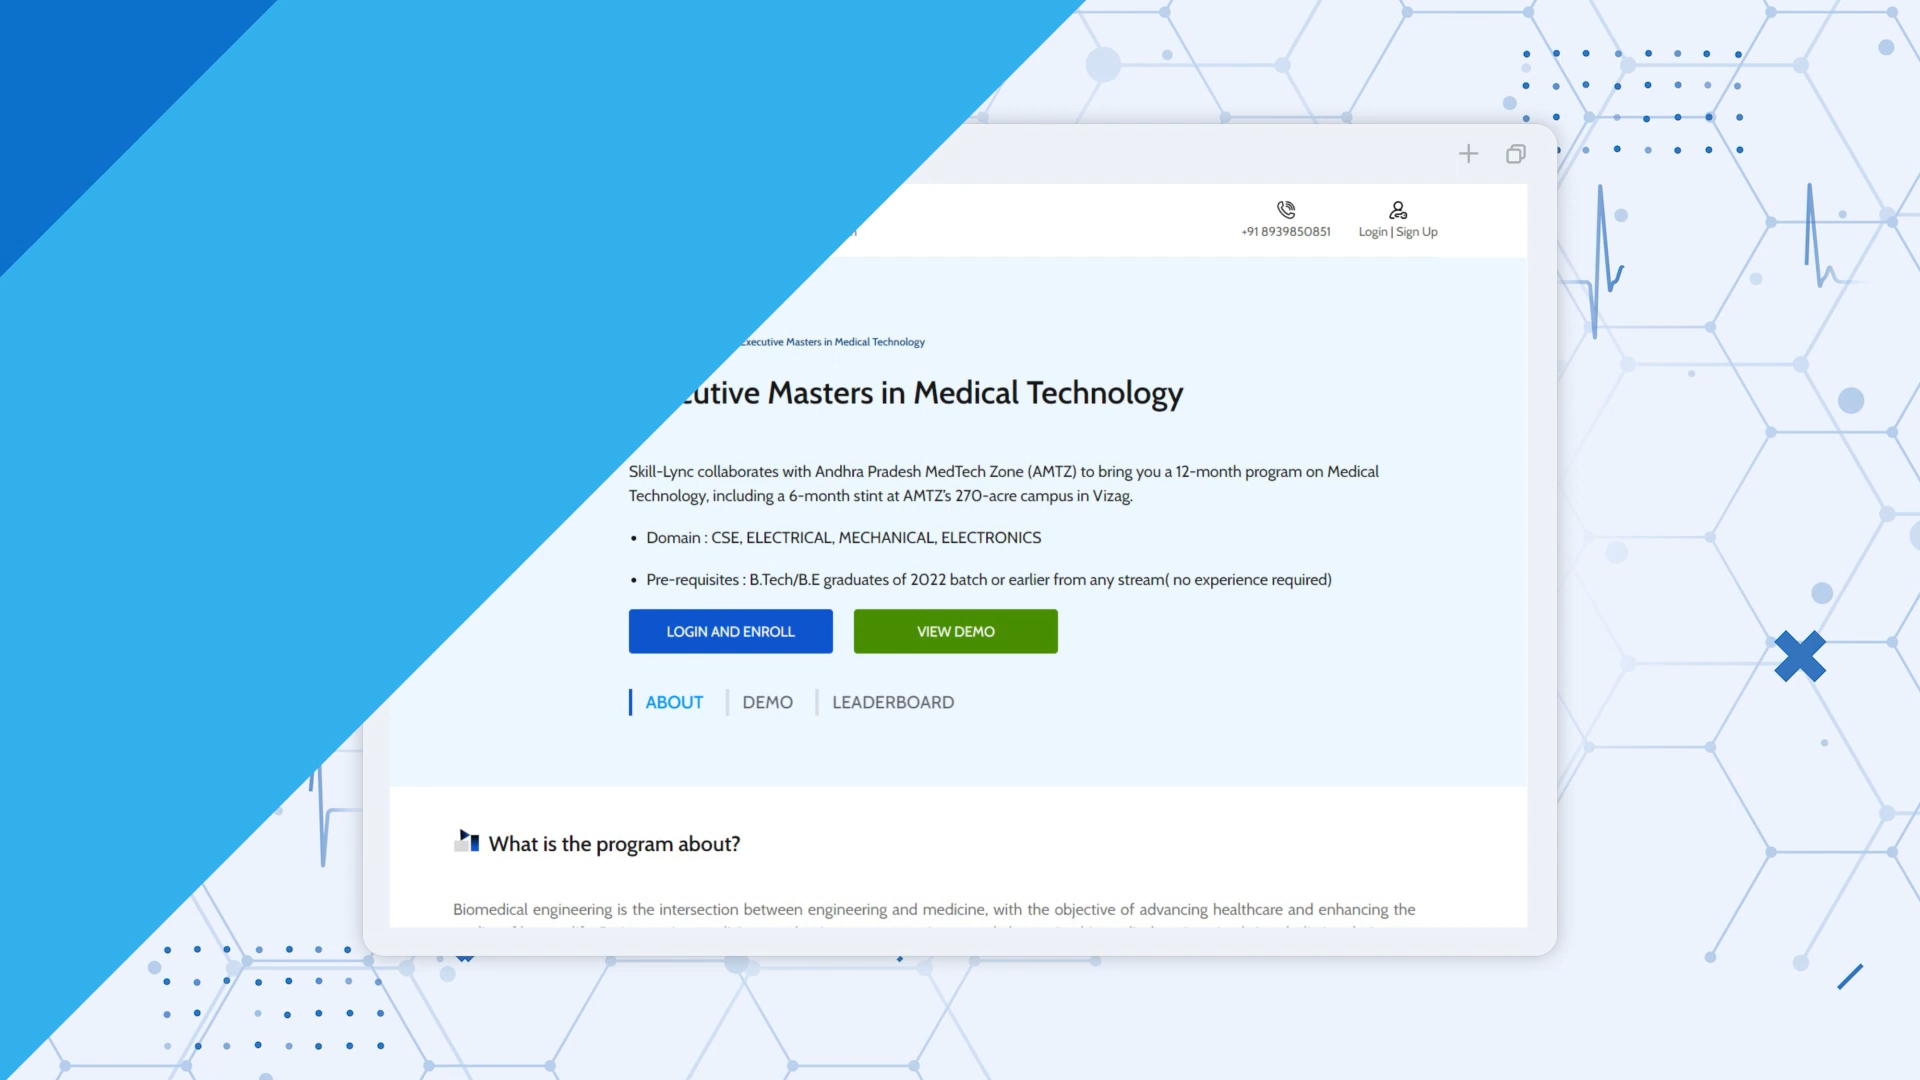 +91 8939850851
Login | Sign Up
Executive Masters in Medical Technology
Masters in Medical Technology
Skill-Lync collaborates with Andhra Pradesh MedTech Zone (AMTZ) to bring you a 12-month program on Medical
Technology, including a 6-month stint at AMTZ's 270-acre campus in Vizag.
• Domain : CSE, ELECTRICAL, MECHANICAL, ELECTRONICS
• Pre-requisites : B.Tech/B.E graduates of 2022 batch or earlier from any stream( no experience required)
LOGIN AND ENROLL
VIEW DEMO
ABOUT
DEMO
LEADERBOARD
What is the program about?
Biomedical engineering is the intersection between engineering and medicine, with the objective of advancing healthcare and enhancing the